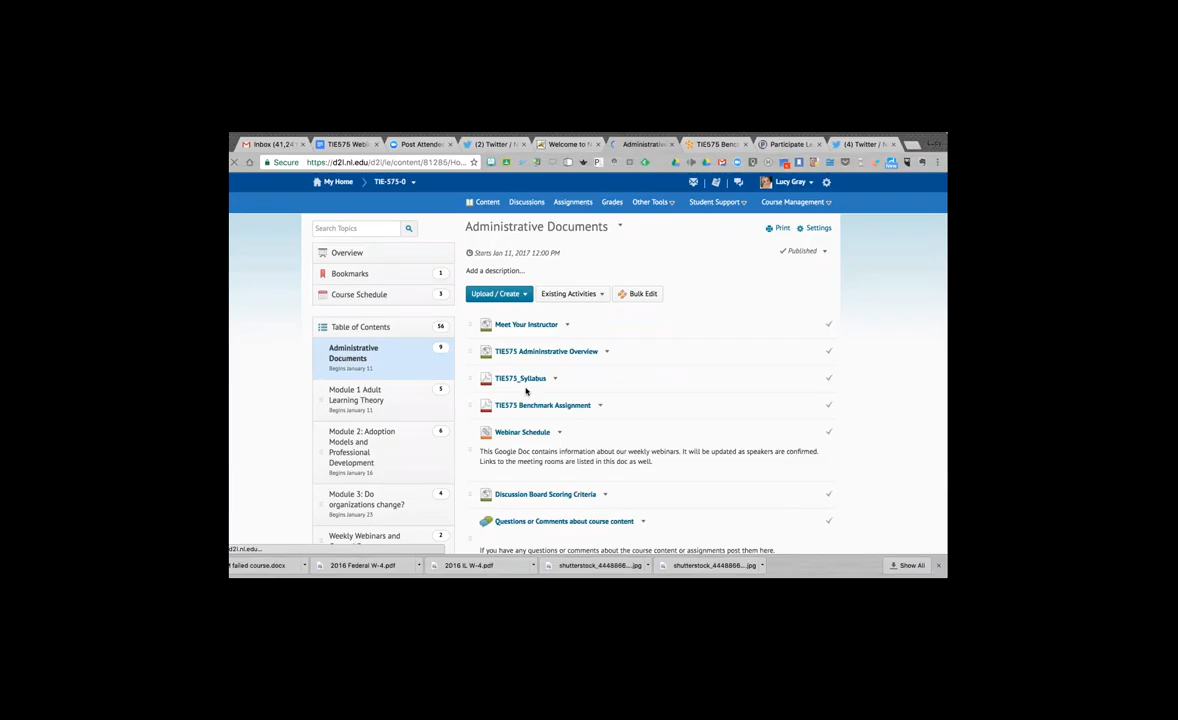 Inbox (41,24
TIE575 Webi
Post Attende
(2) Twitter / N
Welcome to
Administrativ
TIE575 Benc
Participate Le
(4) Twitter /
Secure
https://d2l.nl.edu/d2l/le/content/81285/Ho...
My Home
TIE-575-0
Lucy Gray
Content
Discussions
Assignments
Grades
Other Tools
Student Support
Course Management
Search Topics
Overview
Bookmarks
1
Course Schedule
3
Table of Contents
56
Administrative
Documents
9
Begins January 11
Module 1 Adult
Learning Theory
5
Begins January 11
Module 2: Adoption
Models and
Professional
Development
6
Begins January 16
Module 3: Do
organizations change?
4
Begins January 23
Weekly Webinars and
2
d2l.nl.edu...
Administrative Documents
Print
Settings
Starts Jan 11, 2017 12:00 PM
Published
Add a description...
Upload / Create
Existing Activities
Bulk Edit
Meet Your Instructor
TIE575 Admininstrative Overview
TIE575_Syllabus
TIE575 Benchmark Assignment
Webinar Schedule
This Google Doc contains information about our weekly webinars. It will be updated as speakers are confirmed.
Links to the meeting rooms are listed in this doc as well.
Discussion Board Scoring Criteria
Questions or Comments about course content
If you have any questions or comments about the course content or assignments post them here.
failed course.docx
2016 Federal W-4.pdf
2016 IL W-4.pdf
shutterstock_4448866....jpg
shutterstock_4448866....jpg
Show All